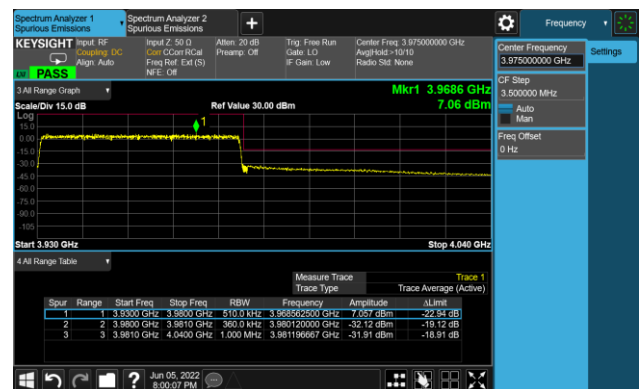 Spectrum Analyzer 1
Spurious Emissions
Spectrum Analyzer 2
Spurious Emissions
+
Frequency
KEYSIGHT
Input: RF
Coupling: DC
Align: Auto
Input Z: 50 Ω
Corr CCorr RCal
Freq Ref: Ext (S)
NFE: Off
Atten: 20 dB
Preamp: Off
Trig: Free Run
Gate: LO
IF Gain: Low
Center Freq: 3.975000000 GHz
Avg|Hold:>10/10
Radio Std: None
LXI PASS
Center Frequency
3.975000000 GHz
Settings
CF Step
3.500000 MHz
Auto
Man
Freq Offset
0 Hz
3 All Range Graph
Mkr1 3.9686 GHz
Scale/Div 15.0 dB
Ref Value 30.00 dBm
7.06 dBm
Log
15.0
0.00
-15.0
-30.0
-45.0
-60.0
-75.0
-90.0
-105
1
Start 3.930 GHz
Stop 4.040 GHz
4 All Range Table
Measure Trace
Trace 1
Trace Type
Trace Average (Active)
Spur Range Start Freq Stop Freq RBW Frequency Amplitude ΔLimit
1 1 3.9300 GHz 3.9800 GHz 510.0 kHz 3.968562500 GHz 7.057 dBm -22.94 dB
2 2 3.9800 GHz 3.9810 GHz 360.0 kHz 3.980120000 GHz -32.12 dBm -19.12 dB
3 3 3.9810 GHz 4.0400 GHz 1.000 MHz 3.981196667 GHz -31.91 dBm -18.91 dB
?
Jun 05, 2022
8:00:07 PM